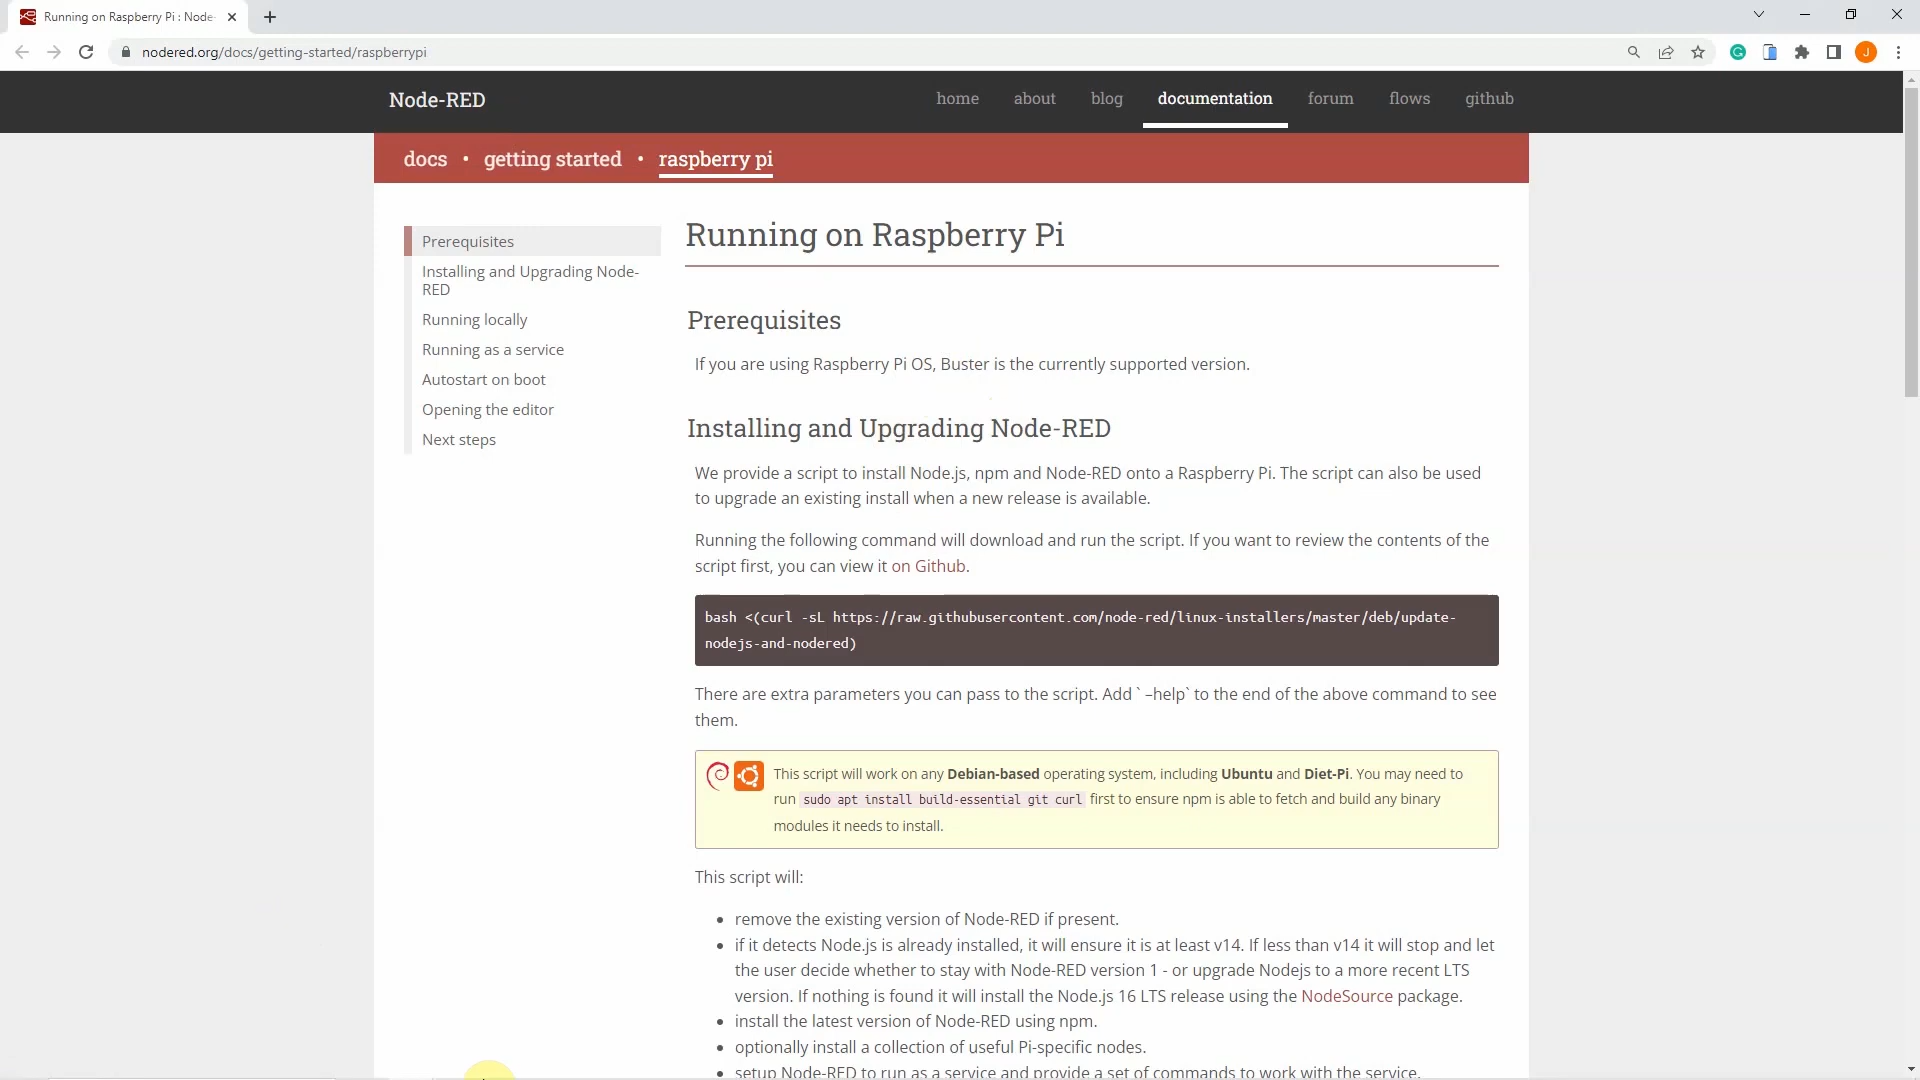 Running on Raspberry Pi : Node-
nodered.org/docs/getting-started/raspberrypi
J
Node-RED
home
about
blog
documentation
forum
flows
github
docs • getting started • raspberry pi
Prerequisites
Installing and Upgrading Node-
RED
Running locally
Running as a service
Autostart on boot
Opening the editor
Next steps
Running on Raspberry Pi
Prerequisites
If you are using Raspberry Pi OS, Buster is the currently supported version.
Installing and Upgrading Node-RED
We provide a script to install Node.js, npm and Node-RED onto a Raspberry Pi. The script can also be used
to upgrade an existing install when a new release is available.
Running the following command will download and run the script. If you want to review the contents of the
script first, you can view it on Github.
bash <(curl -sL https://raw.githubusercontent.com/node-red/linux-installers/master/deb/update-
nodejs-and-nodered)
There are extra parameters you can pass to the script. Add ` –help` to the end of the above command to see
them.
This script will work on any Debian-based operating system, including Ubuntu and Diet-Pi. You may need to
run sudo apt install build-essential git curl first to ensure npm is able to fetch and build any binary
modules it needs to install.
This script will:
• remove the existing version of Node-RED if present.
• if it detects Node.js is already installed, it will ensure it is at least v14. If less than v14 it will stop and let
the user decide whether to stay with Node-RED version 1 - or upgrade Nodejs to a more recent LTS
version. If nothing is found it will install the Node.js 16 LTS release using the NodeSource package.
• install the latest version of Node-RED using npm.
• optionally install a collection of useful Pi-specific nodes.
• setup Node-RED to run as a service and provide a set of commands to work with the service.